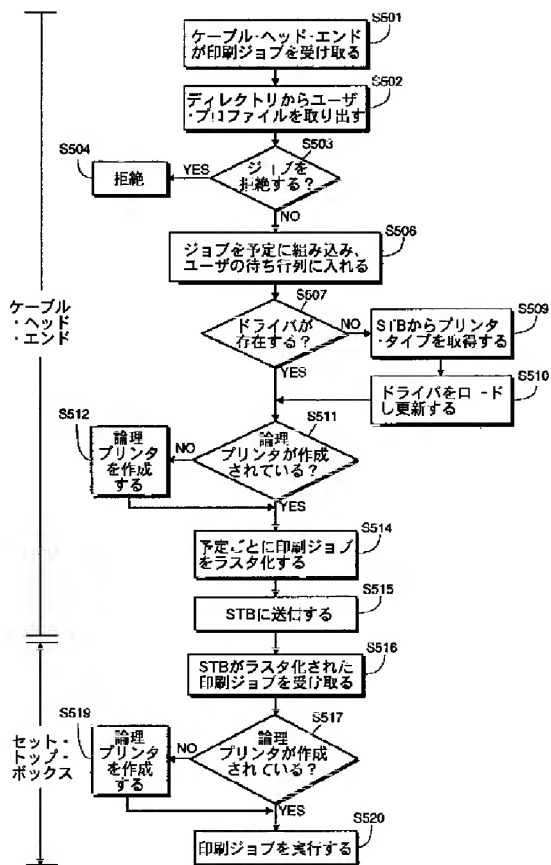 S501
ケーブル・ヘッド・エンド
が印刷ジョブを受け取る
S502
ディレクトリからユーザ
・プロファイルを取り出す
S503
ジョブを
拒絶する?
YES
S504
拒絶
NO
S506
ジョブを予定に組み込み、
ユーザの待ち行列に入れる
S507
ドライバが
存在する?
NO
S509
STBからプリンタ
・タイプを取得する
YES
S510
ドライバをロード
し更新する
S511
論理
プリンタが作成
されている?
NO
S512
論理
プリンタ
を作成
する
YES
S514
予定ごとに印刷ジョブ
をラスタ化する
S515
STBに送信する
S516
STBがラスタ化された
印刷ジョブを受け取る
S517
論理
プリンタが作成
されている?
NO
S519
論理
プリンタ
を作成
する
YES
S520
印刷ジョブを実行する
ケーブル
・ヘッド
・エンド
セット・
トップ・
ボックス